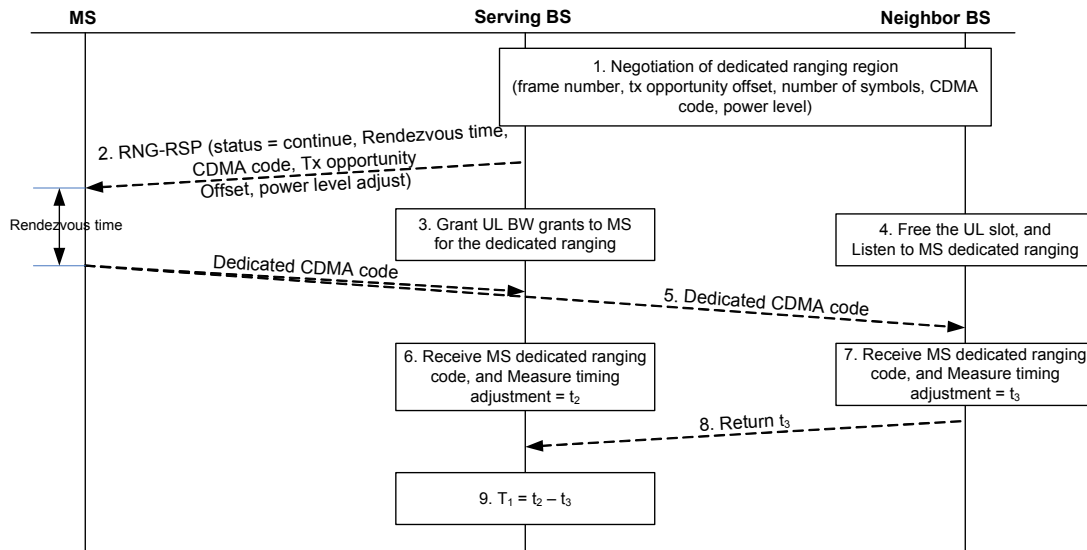 MS
Serving BS
Neighbor BS
1. Negotiation of dedicated ranging region
(frame number, tx opportunity offset, number of symbols, CDMA
code, power level)
2. RNG-RSP (status = continue, Rendezvous time,
CDMA code, Tx opportunity
Offset, power level adjust)
Rendezvous time
3. Grant UL BW grants to MS
for the dedicated ranging
4. Free the UL slot, and
Listen to MS dedicated ranging
Dedicated CDMA code
5. Dedicated CDMA code
6. Receive MS dedicated ranging
code, and Measure timing
adjustment = t₂
7. Receive MS dedicated ranging
code, and Measure timing
adjustment = t₃
8. Return t₃
9. T₁ = t₂ – t₃